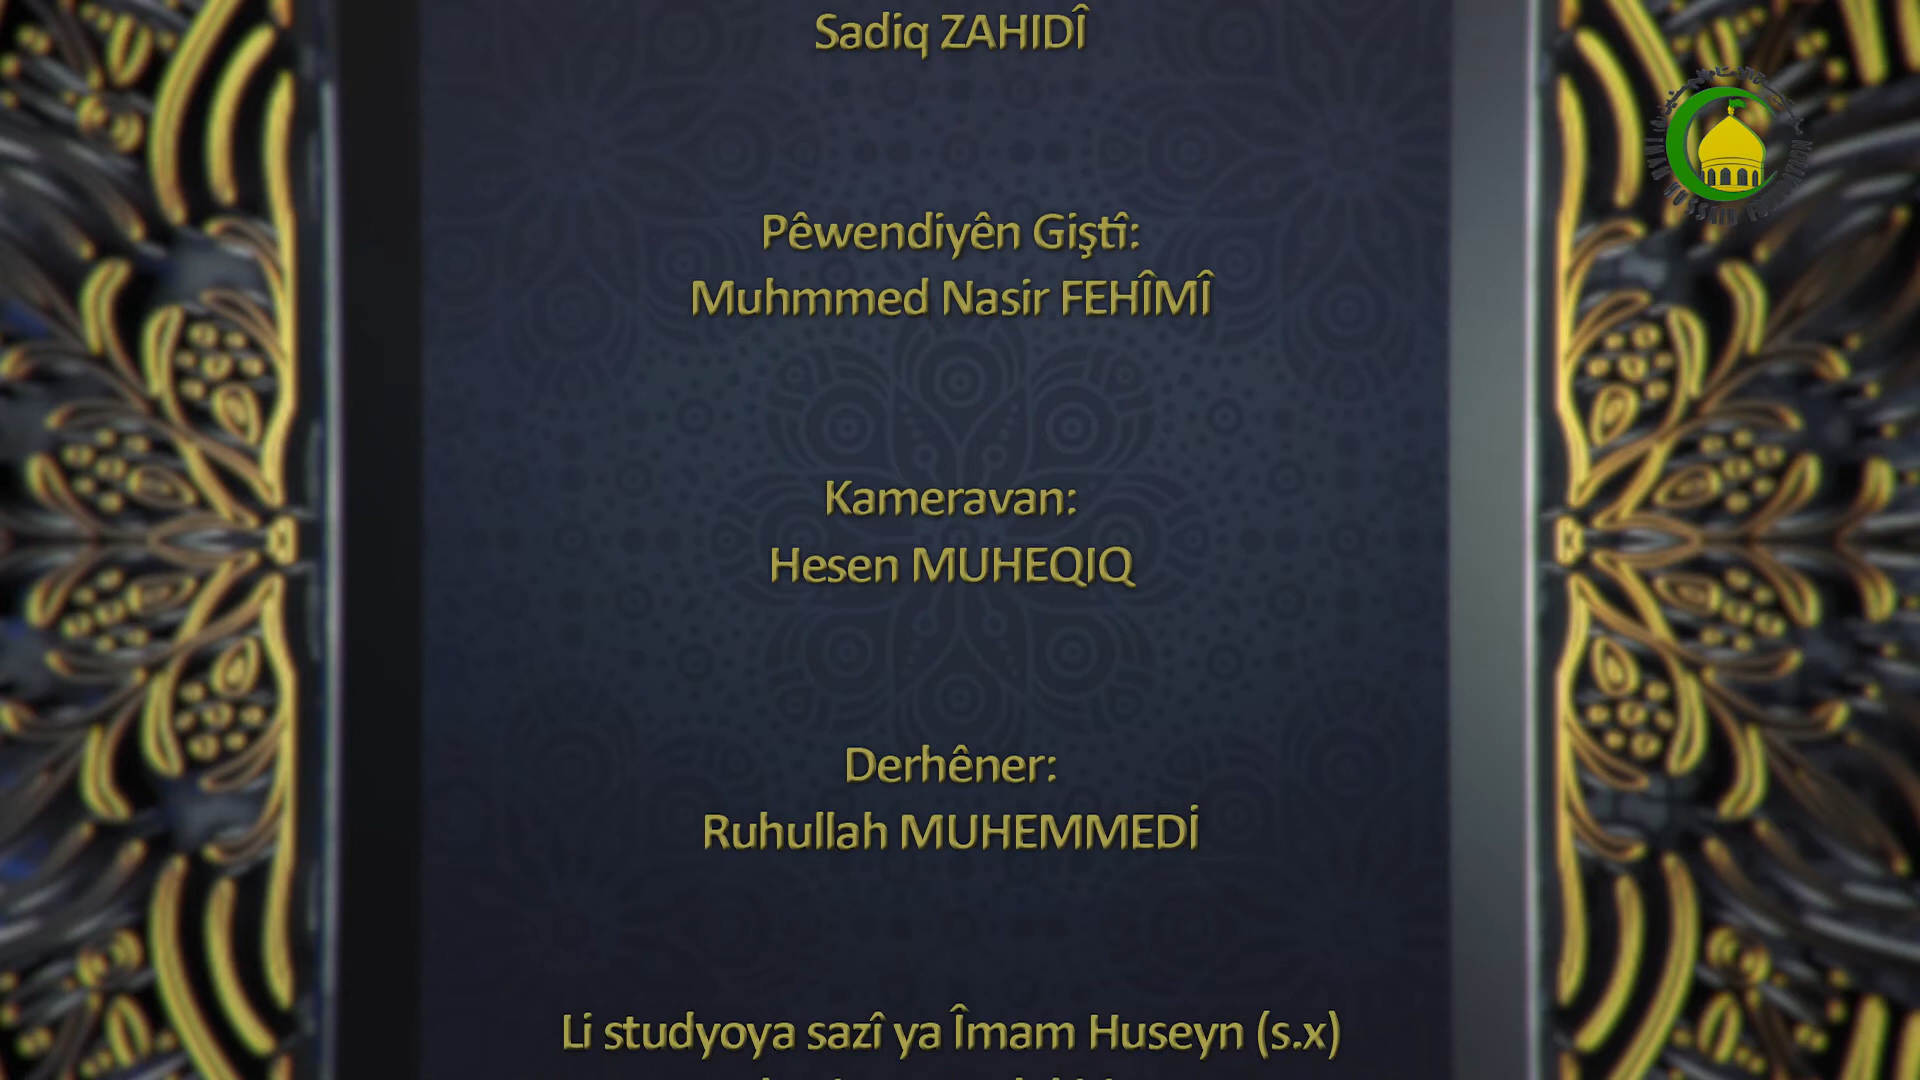 Sadiq ZAHIDÎ
Pêwendiyên Giştî:
Muhmmed Nasir FEHÎMÎ
Kameravan:
Hesen MUHEQIQ
Derhêner:
Ruhullah MUHEMMEDİ
Li studyoya sazî ya Îmam Huseyn (s.x)